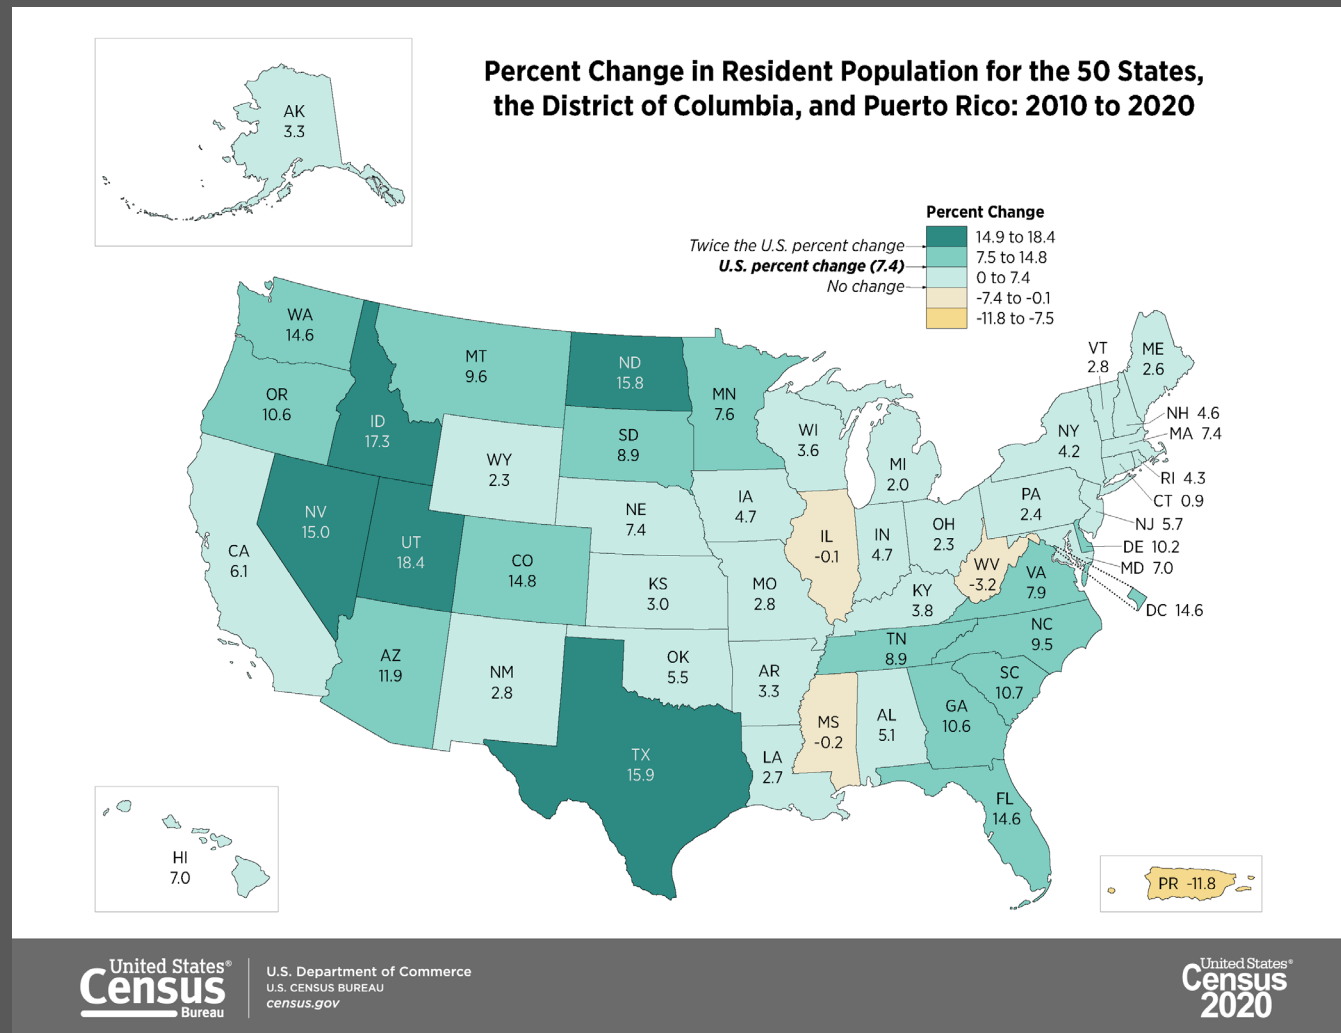 Percent Change in Resident Population for the 50 States,
the District of Columbia, and Puerto Rico: 2010 to 2020
AK
3.3
Percent Change
Twice the U.S. percent change
U.S. percent change (7.4)
No change
14.9 to 18.4
7.5 to 14.8
0 to 7.4
-7.4 to -0.1
-11.8 to -7.5
WA
14.6
OR
10.6
ID
17.3
MT
9.6
ND
15.8
SD
8.9
MN
7.6
WY
2.3
NV
15.0
UT
18.4
CA
6.1
CO
14.8
AZ
11.9
NM
2.8
NE
7.4
KS
3.0
OK
5.5
TX
15.9
IA
4.7
MO
2.8
AR
3.3
LA
2.7
WI
3.6
IL
-0.1
MI
2.0
IN
4.7
OH
2.3
KY
3.8
TN
8.9
MS
-0.2
AL
5.1
GA
10.6
FL
14.6
SC
10.7
NC
9.5
VA
7.9
WV
-3.2
PA
2.4
NY
4.2
VT
2.8
ME
2.6
NH 4.6
MA 7.4
RI 4.3
CT 0.9
NJ 5.7
DE 10.2
MD 7.0
DC 14.6
HI
7.0
PR -11.8
United States®
Census
Bureau
U.S. Department of Commerce
U.S. CENSUS BUREAU
census.gov
United States®
Census
2020